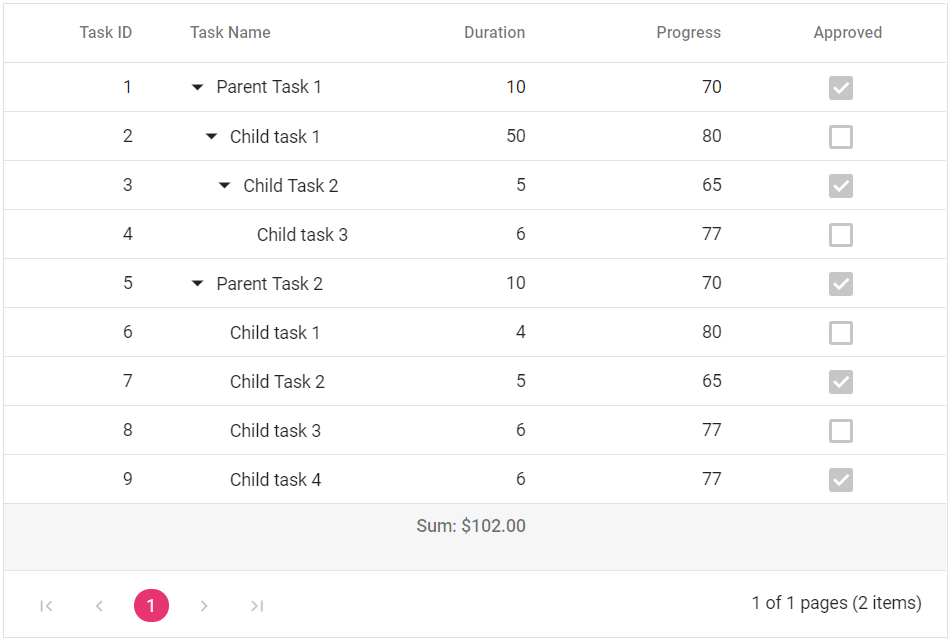 Task ID Task Name Duration Progress Approved
1 Parent Task 1 10 70
2 Child task 1 50 80
3 Child Task 2 5 65
4 Child task 3 6 77
5 Parent Task 2 10 70
6 Child task 1 4 80
7 Child Task 2 5 65
8 Child task 3 6 77
9 Child task 4 6 77
Sum: $102.00
1 1 of 1 pages (2 items)